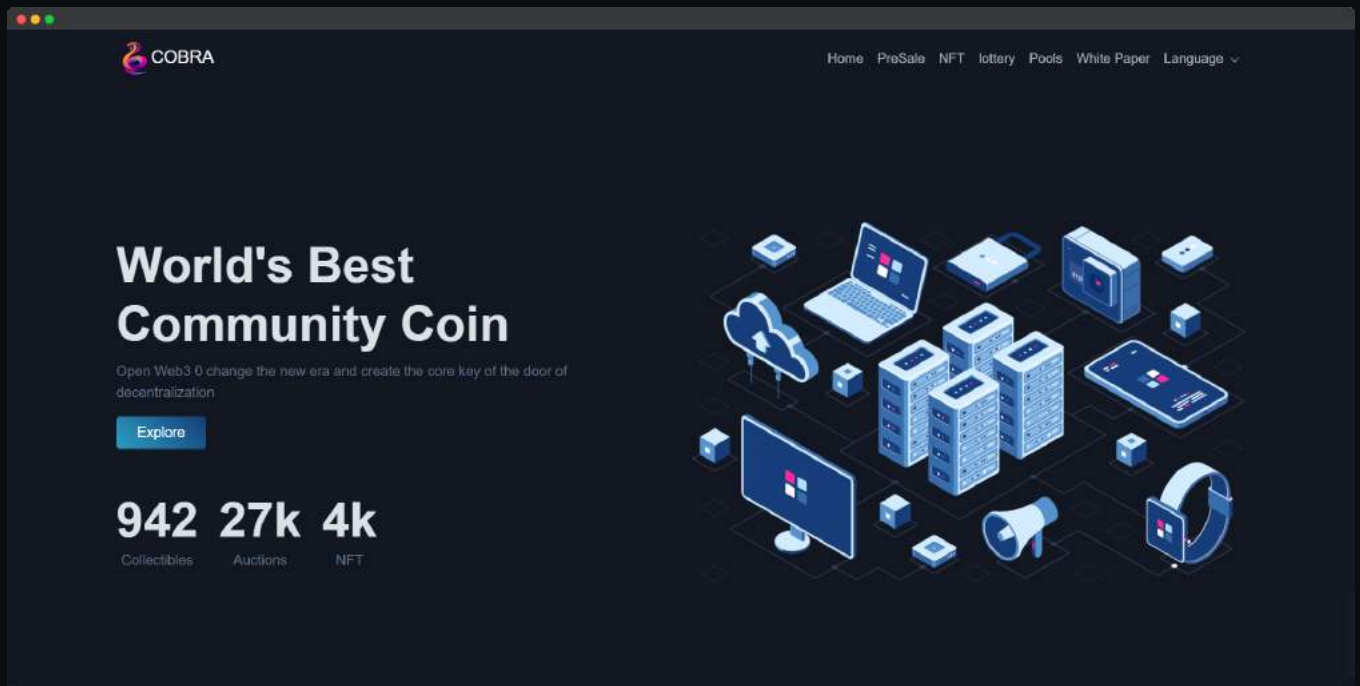 COBRA
Home PreSale NFT lottery Pools White Paper Language
World's Best
Community Coin
Open Web3 0 change the new era and create the core key of the door of
decentralization
Explore
942 27k 4k
Collectibles Auctions NFT